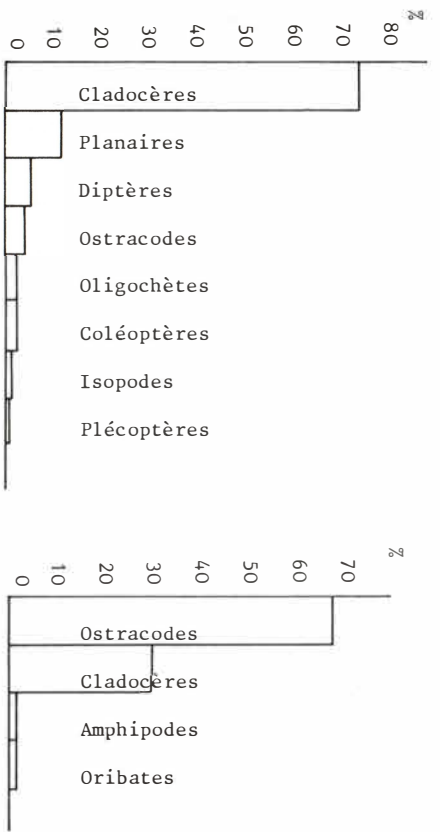 %
0 10 20 30 40 50 60 70 80
Cladocères
Planaires
Diptères
Ostracodes
Oligochètes
Coléoptères
Isopodes
Plécoptères
%
0 10 20 30 40 50 60 70
Ostracodes
Cladocères
Amphipodes
Oribates